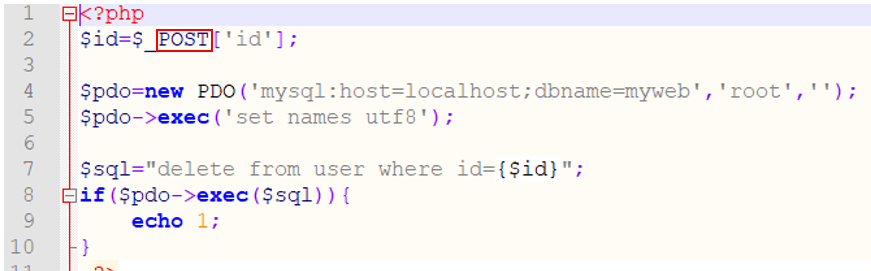 1 <?php
2 $id=$_POST['id'];
3
4 $pdo=new PDO('mysql:host=localhost;dbname=myweb','root','');
5 $pdo->exec('set names utf8');
6
7 $sql="delete from user where id={$id}";
8 if($pdo->exec($sql)){
9     echo 1;
10 }
11 ?>